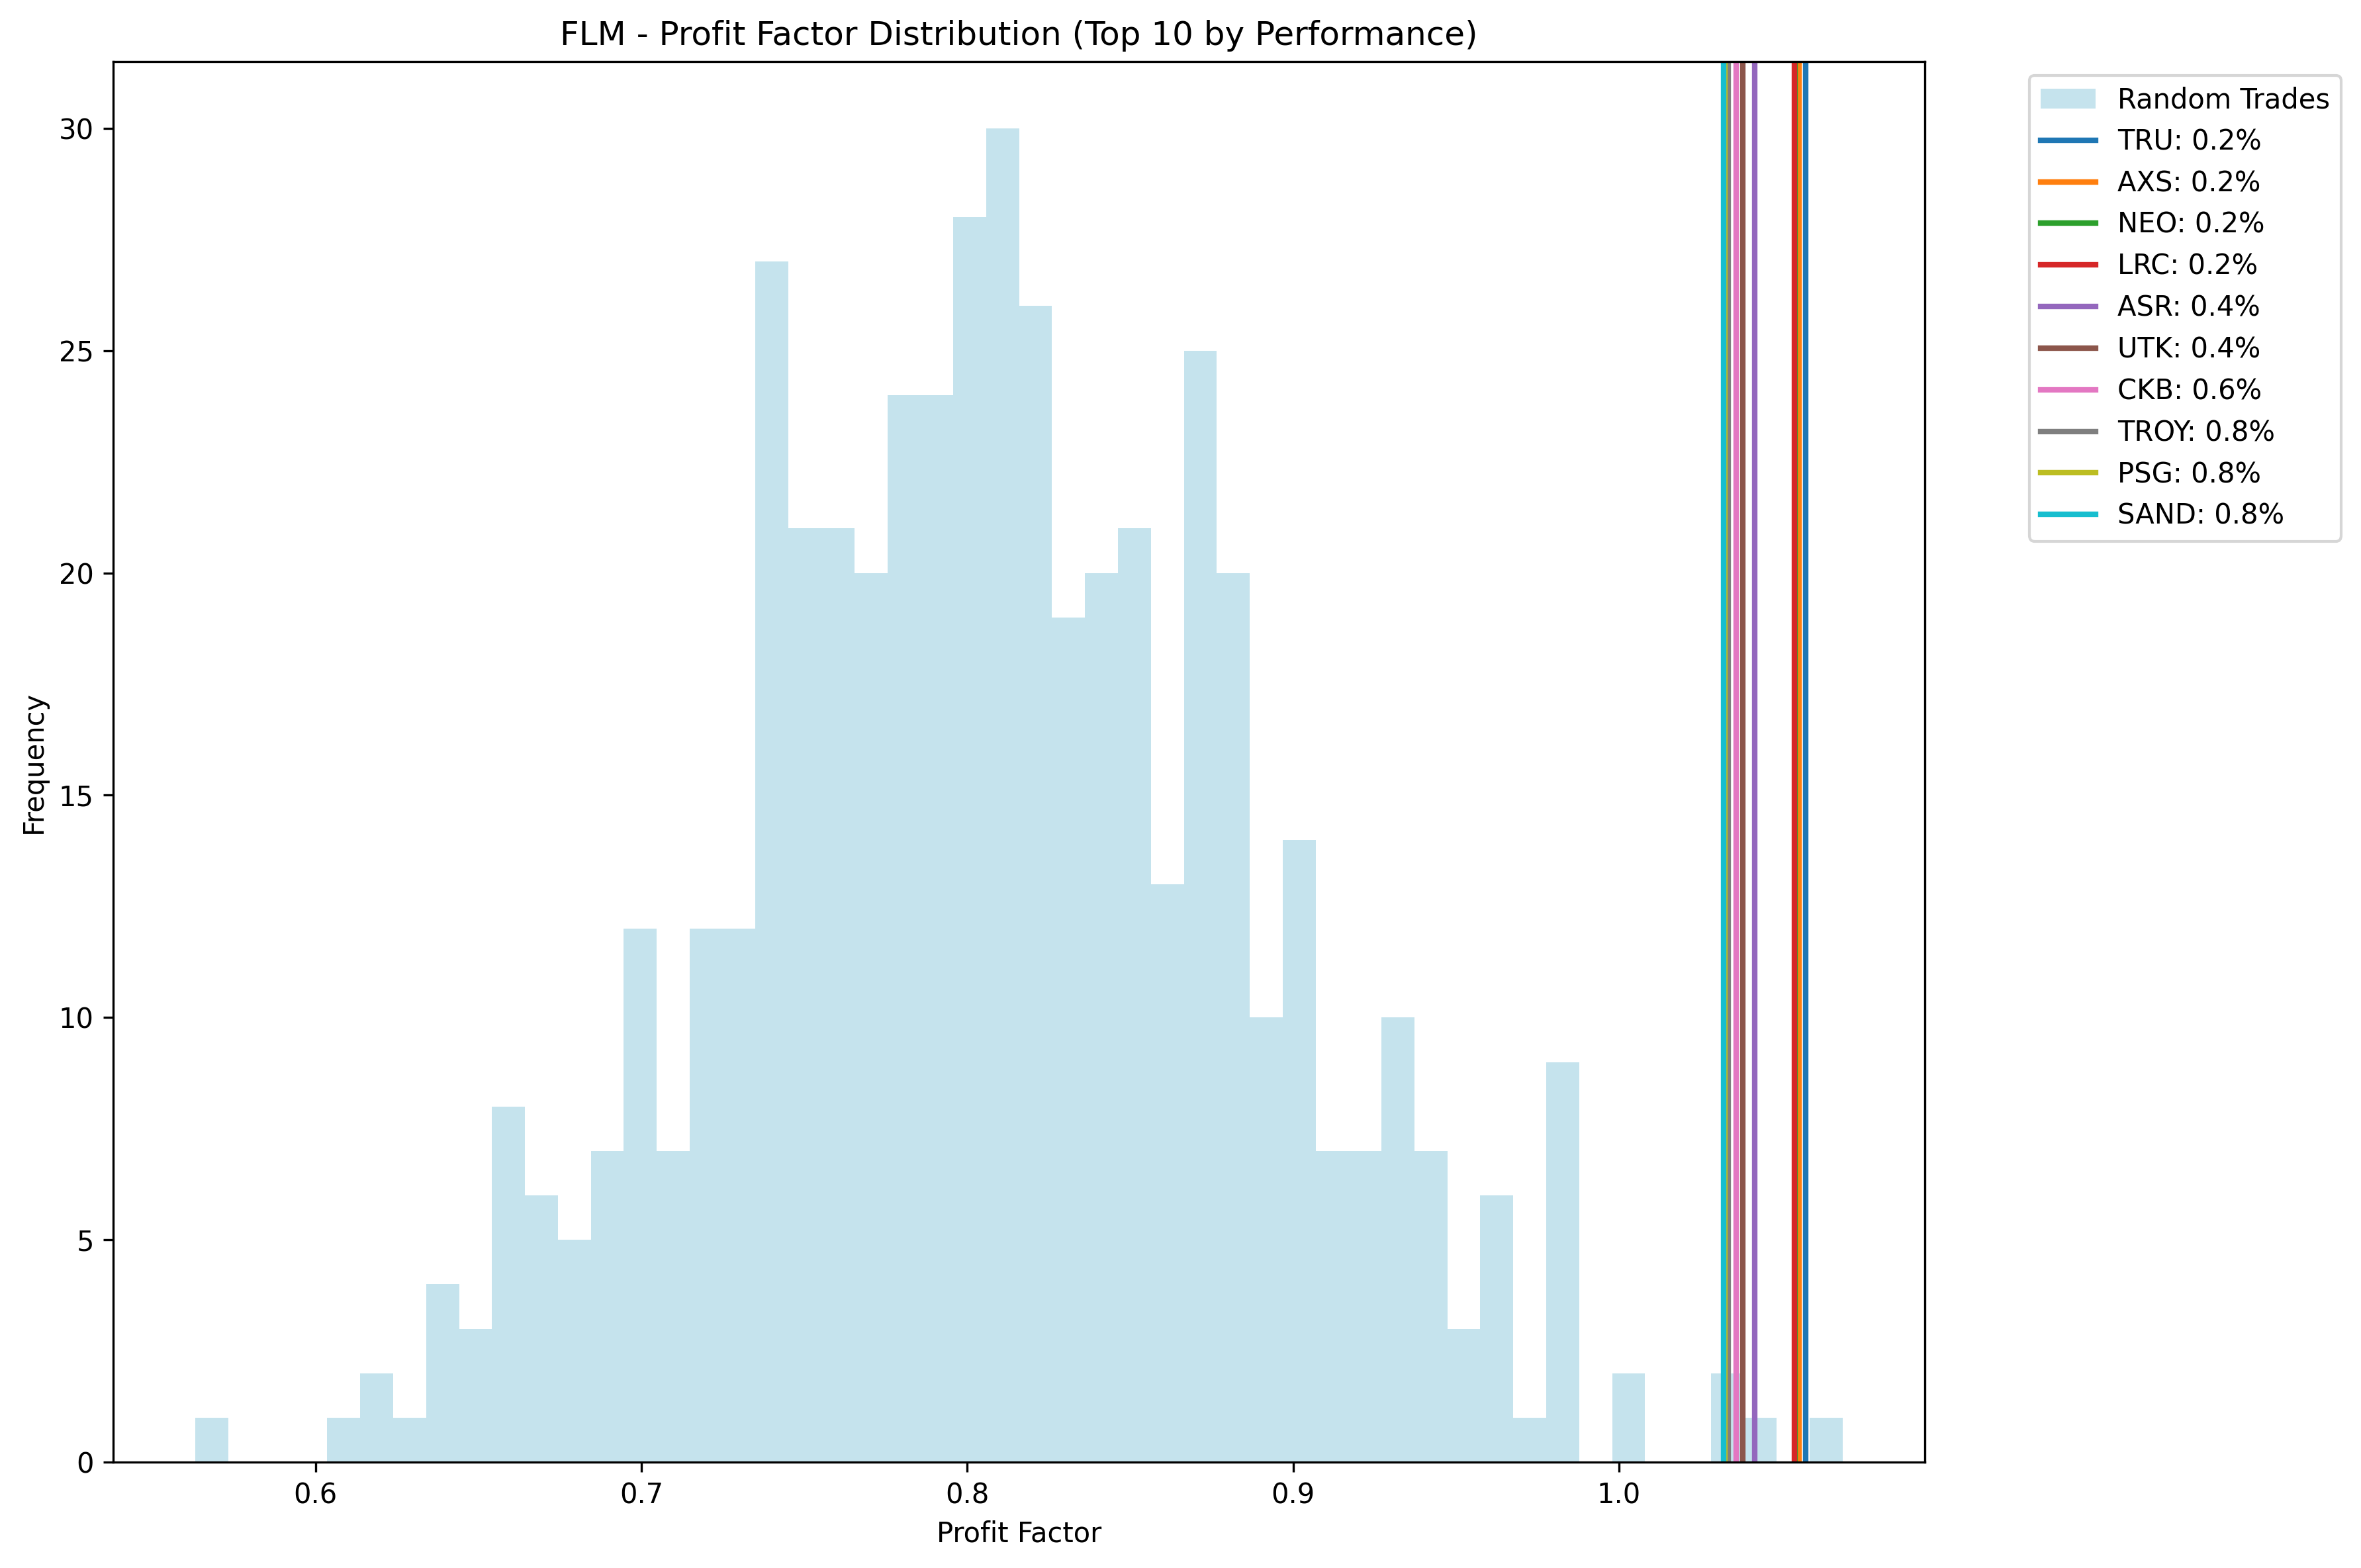 FLM - Profit Factor Distribution (Top 10 by Performance)
Random Trades
TRU: 0.2%
AXS: 0.2%
NEO: 0.2%
LRC: 0.2%
ASR: 0.4%
UTK: 0.4%
CKB: 0.6%
TROY: 0.8%
PSG: 0.8%
SAND: 0.8%
30
25
20
15
10
5
0
Frequency
0.6
0.7
0.8
0.9
1.0
Profit Factor